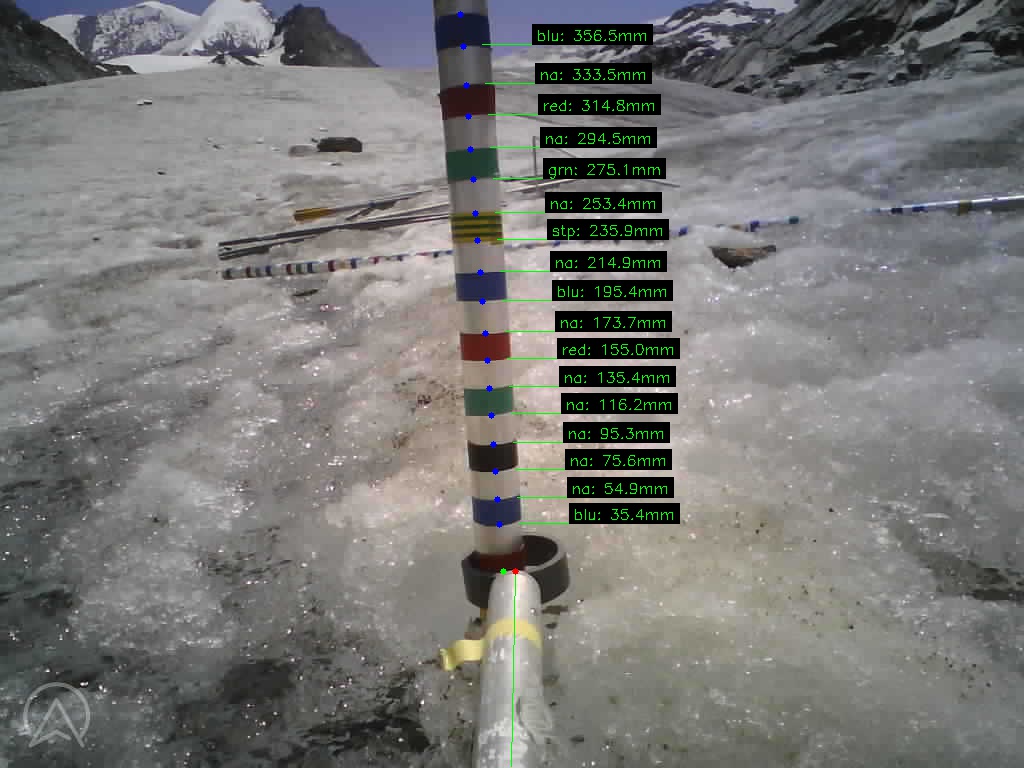 blu: 356.5mm
na: 333.5mm
red: 314.8mm
na: 294.5mm
grn: 275.1mm
na: 253.4mm
stp: 235.9mm
na: 214.9mm
blu: 195.4mm
na: 173.7mm
red: 155.0mm
na: 135.4mm
na: 116.2mm
na: 95.3mm
na: 75.6mm
na: 54.9mm
blu: 35.4mm